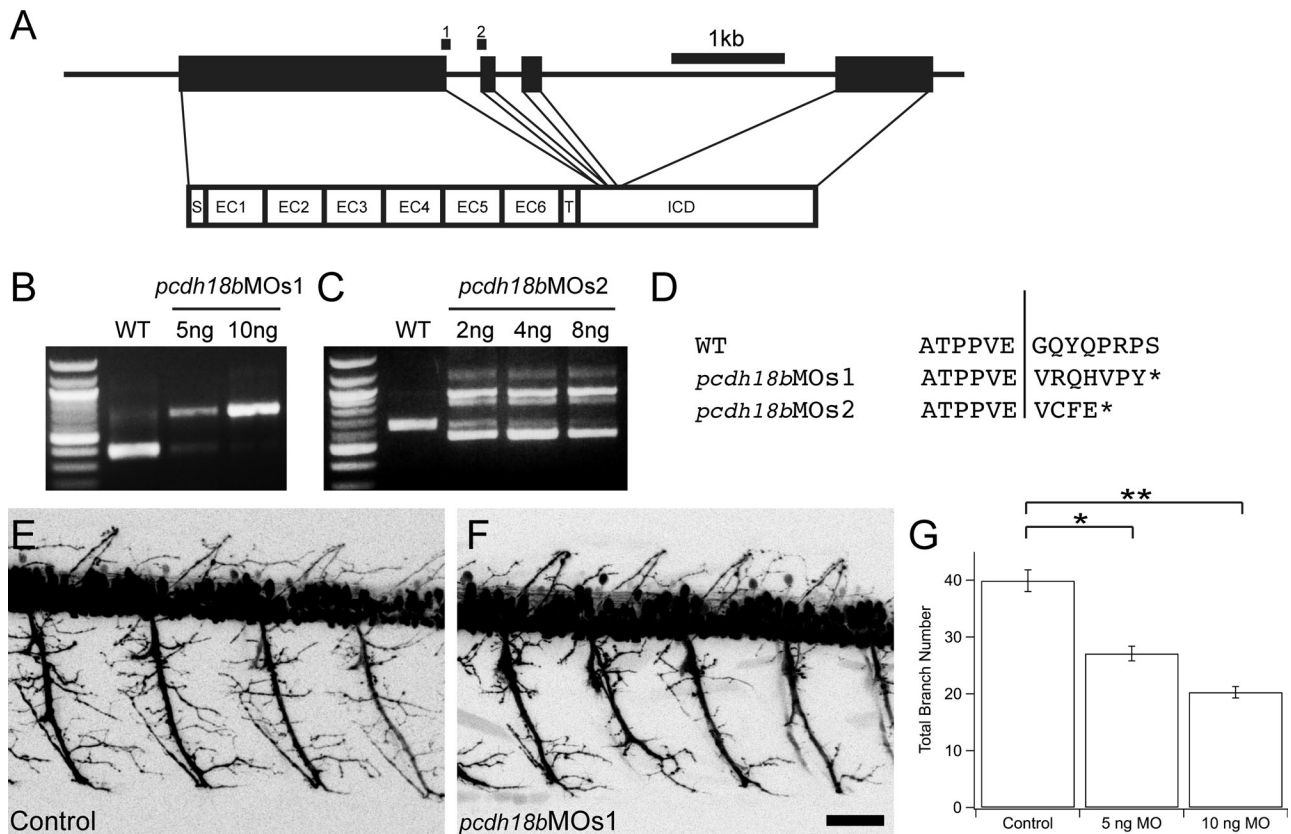 A
1 2
1kb
S EC1 EC2 EC3 EC4 EC5 EC6 T ICD
B
pcdh18bMOs1
WT 5ng 10ng
C
pcdh18bMOs2
WT 2ng 4ng 8ng
D
WT ATPPVE GQYQPRPS
pcdh18bMOs1 ATPPVE VRQHVPY*
pcdh18bMOs2 ATPPVE VCFE*
E
Control
F
pcdh18bMOs1
G
**
*
Total Branch Number
40
30
20
10
0
Control 5 ng MO 10 ng MO